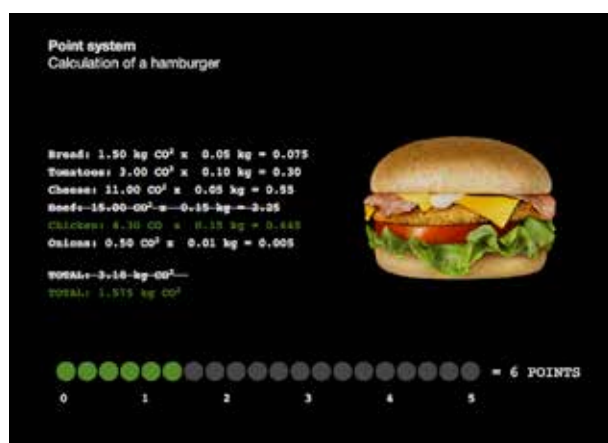 Point system
Calculation of a hamburger
Bread: 1.50 kg CO² x 0.05 kg = 0.075
Tomatoes: 3.00 CO² x 0.10 kg = 0.30
Cheese: 11.00 CO² x 0.05 kg = 0.55
Beef: 15.00 CO² x 0.15 kg = 2.25
Chicken: 4.30 CO x 0.15 kg = 0.645
Onions: 0.50 CO² x 0.01 kg = 0.005
TOTAL: 3.18 kg CO²
TOTAL: 1.575 kg CO²
= 6 POINTS
0 1 2 3 4 5